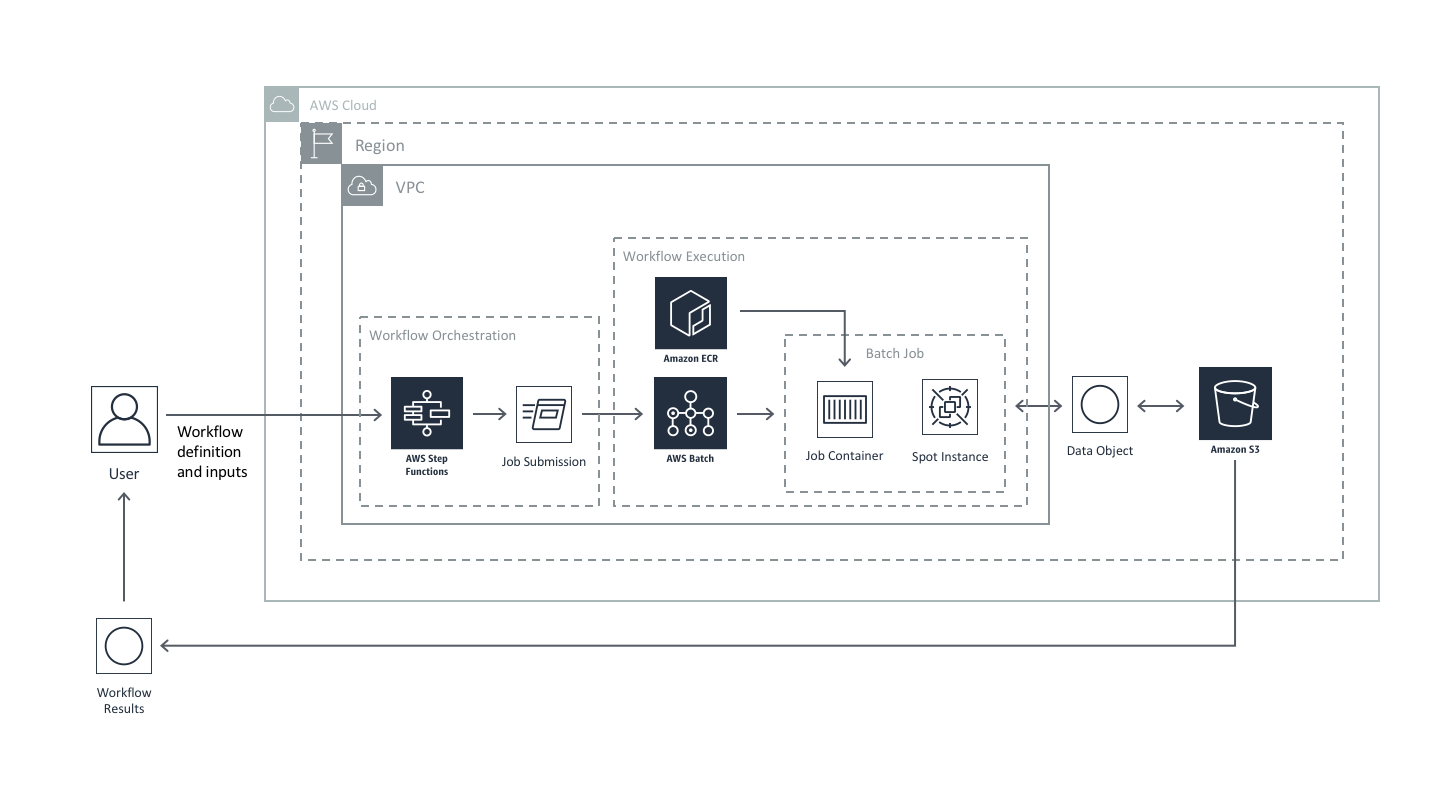 AWS Cloud
Region
VPC
Workflow Execution
Amazon ECR
Workflow Orchestration
Batch Job
AWS Step
Functions
Job Submission
AWS Batch
Job Container
Spot Instance
Data Object
Amazon S3
User
Workflow
definition
and inputs
Workflow
Results